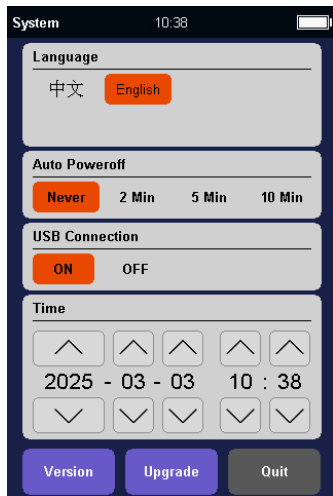 System 10:38
Language
中文 English
Auto Poweroff
Never 2 Min 5 Min 10 Min
USB Connection
ON OFF
Time
2025 - 03 - 03 10 : 38
Version Upgrade Quit